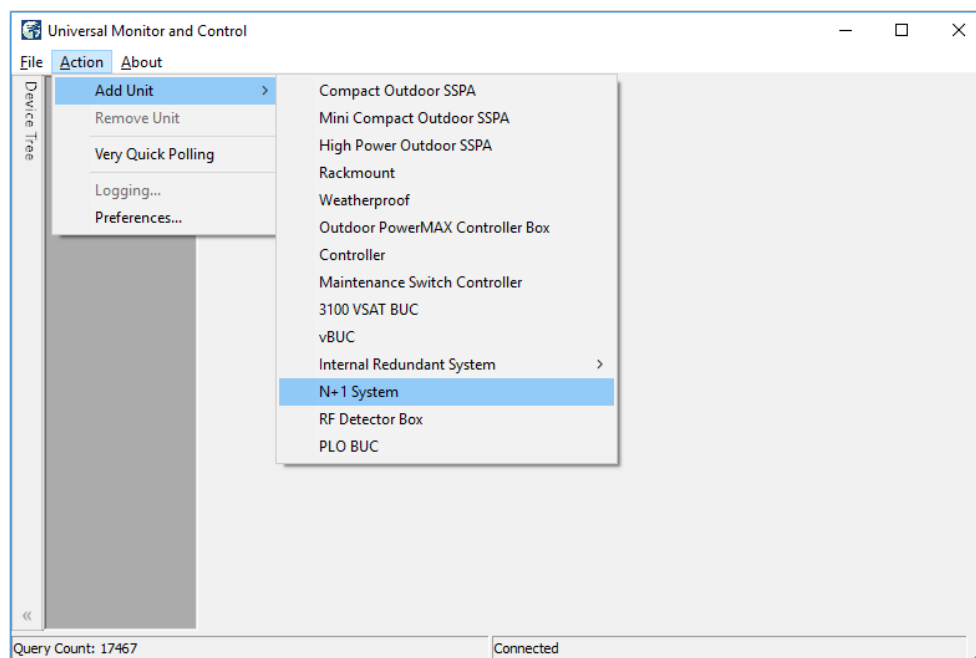 Universal Monitor and Control
File Action About
Device Tree
Add Unit
Remove Unit
Very Quick Polling
Logging...
Preferences...
Compact Outdoor SSPA
Mini Compact Outdoor SSPA
High Power Outdoor SSPA
Rackmount
Weatherproof
Outdoor PowerMAX Controller Box
Controller
Maintenance Switch Controller
3100 VSAT BUC
vBUC
Internal Redundant System
N+1 System
RF Detector Box
PLO BUC
Query Count: 17467
Connected